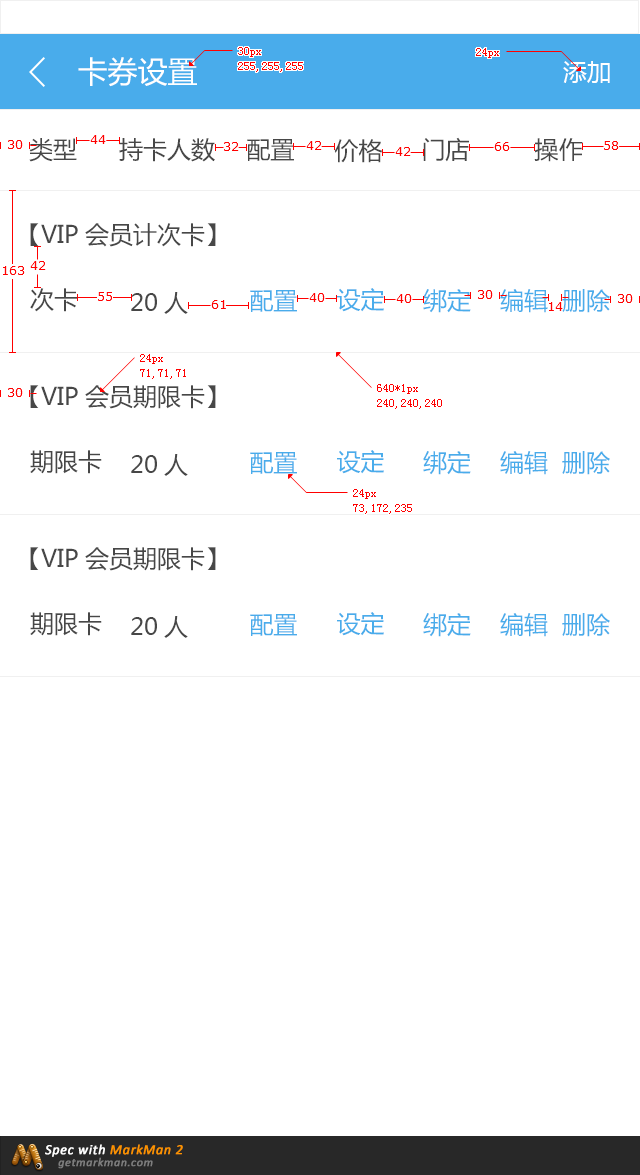 卡券设置
30px
255, 255, 255
24px
添加
30 类型 44 持卡人数 32 配置 42 价格 42 门店 66 操作 58
【VIP 会员计次卡】
163
42
次卡 55 20 人 61 配置 40 设定 40 绑定 30 编辑 14 删除 30
24px
71, 71, 71
640*1px
240, 240, 240
30 【VIP 会员期限卡】
期限卡 20 人 配置 设定 绑定 编辑 删除
24px
73, 172, 235
【VIP 会员期限卡】
期限卡 20 人 配置 设定 绑定 编辑 删除
Spec with MarkMan 2
getmarkman.com